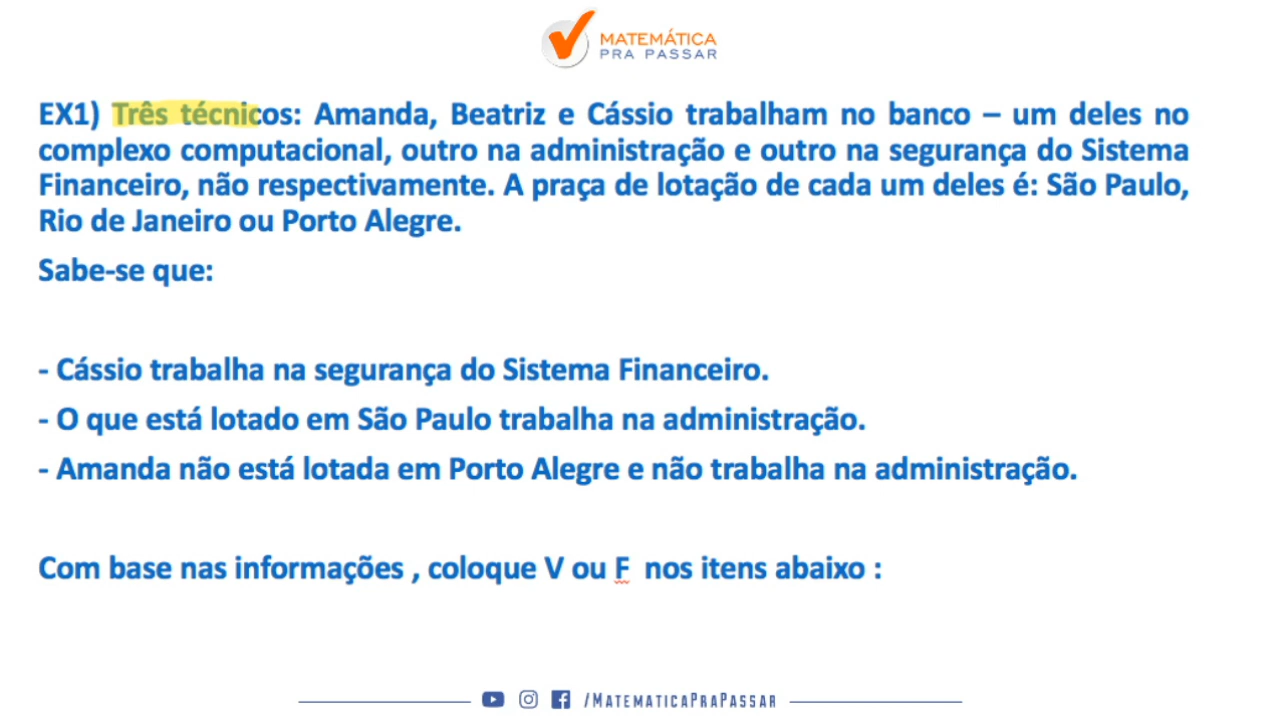 MATEMÁTICA
PRA PASSAR
EX1) Três técnicos: Amanda, Beatriz e Cássio trabalham no banco – um deles no
complexo computacional, outro na administração e outro na segurança do Sistema
Financeiro, não respectivamente. A praça de lotação de cada um deles é: São Paulo,
Rio de Janeiro ou Porto Alegre.
Sabe-se que:
- Cássio trabalha na segurança do Sistema Financeiro.
- O que está lotado em São Paulo trabalha na administração.
- Amanda não está lotada em Porto Alegre e não trabalha na administração.
Com base nas informações , coloque V ou F nos itens abaixo :
/MATEMATICAPRAPASSAR